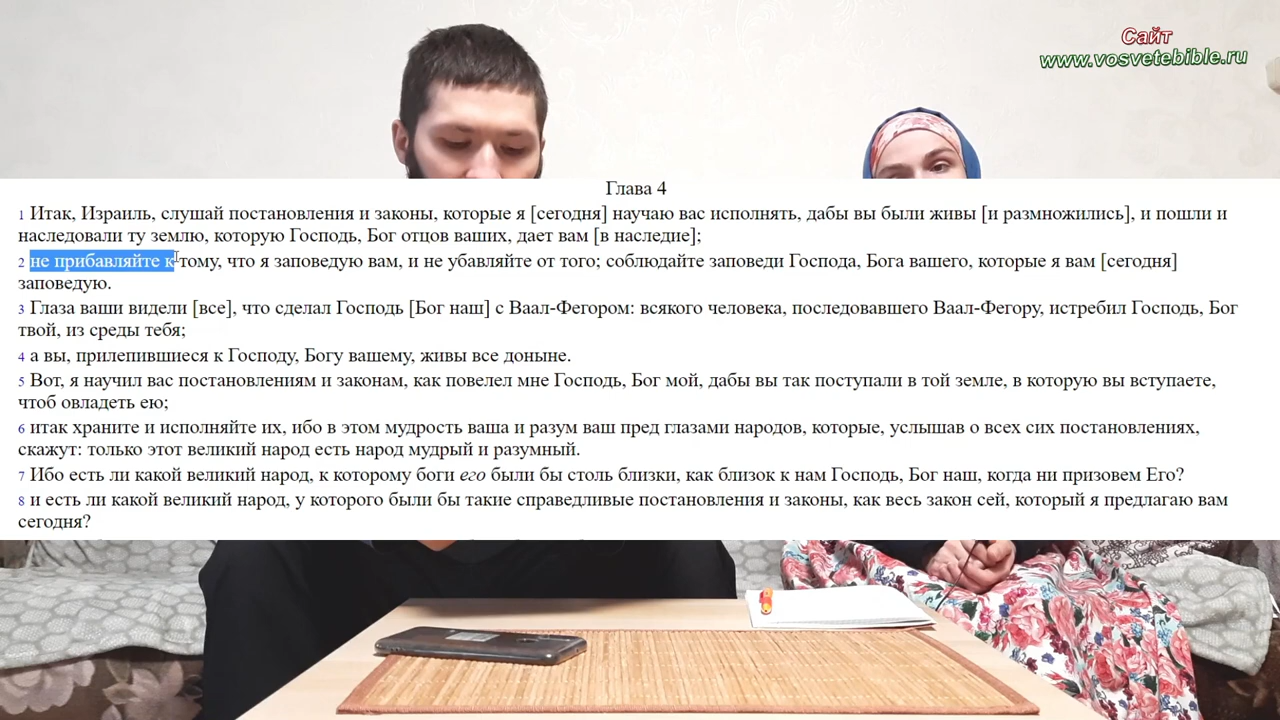 Сайт
www.vosvetebible.ru
Глава 4
1 Итак, Израиль, слушай постановления и законы, которые я [сегодня] научаю вас исполнять, дабы вы были живы [и размножились], и пошли и
наследовали ту землю, которую Господь, Бог отцов ваших, дает вам [в наследие];
2 не прибавляйте к тому, что я заповедую вам, и не убавляйте от того; соблюдайте заповеди Господа, Бога вашего, которые я вам [сегодня]
заповедую.
3 Глаза ваши видели [все], что сделал Господь [Бог наш] с Ваал-Фегором: всякого человека, последовавшего Ваал-Фегору, истребил Господь, Бог
твой, из среды тебя;
4 а вы, прилепившиеся к Господу, Богу вашему, живы все доныне.
5 Вот, я научил вас постановлениям и законам, как повелел мне Господь, Бог мой, дабы вы так поступали в той земле, в которую вы вступаете,
чтоб овладеть ею;
6 итак храните и исполняйте их, ибо в этом мудрость ваша и разум ваш пред глазами народов, которые, услышав о всех сих постановлениях,
скажут: только этот великий народ есть народ мудрый и разумный.
7 Ибо есть ли какой великий народ, к которому боги его были бы столь близки, как близок к нам Господь, Бог наш, когда ни призовем Его?
8 и есть ли какой великий народ, у которого были бы такие справедливые постановления и законы, как весь закон сей, который я предлагаю вам
сегодня?